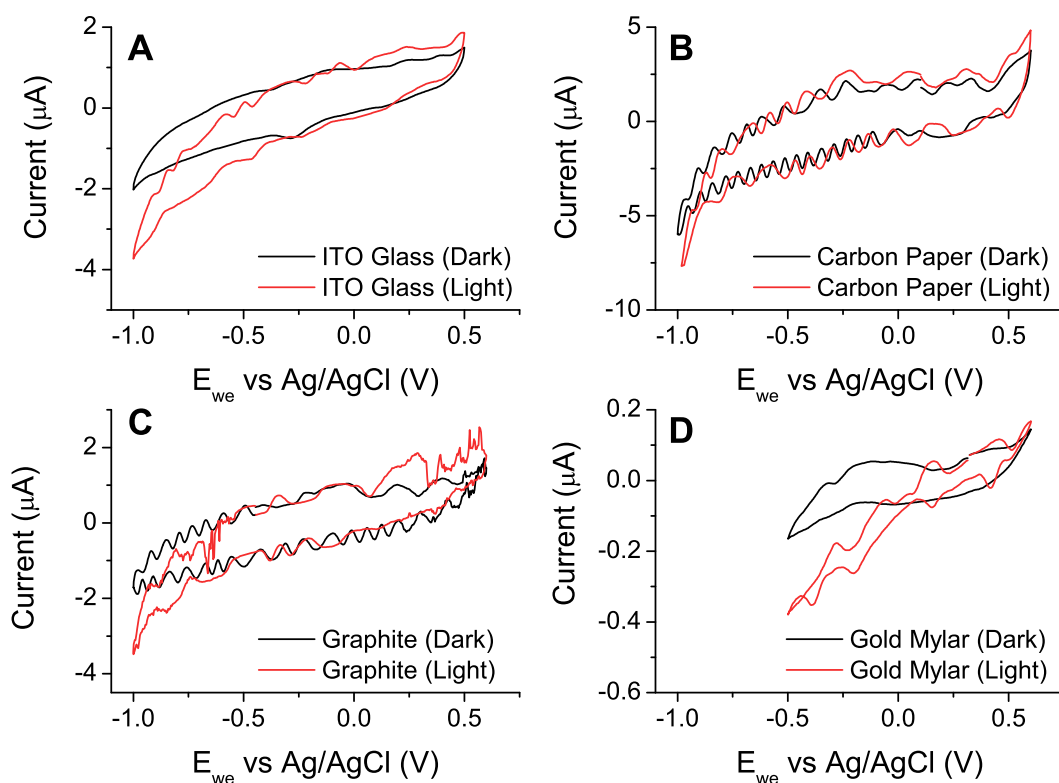 A
2
0
-2
-4
Current (μA)
ITO Glass (Dark)
ITO Glass (Light)
-1.0 -0.5 0.0 0.5
E_we vs Ag/AgCl (V)
B
5
0
-5
-10
Current (μA)
Carbon Paper (Dark)
Carbon Paper (Light)
-1.0 -0.5 0.0 0.5
E_we vs Ag/AgCl (V)
C
2
0
-2
-4
Current (μA)
Graphite (Dark)
Graphite (Light)
-1.0 -0.5 0.0 0.5
E_we vs Ag/AgCl (V)
D
0.2
0.0
-0.2
-0.4
-0.6
Current (μA)
Gold Mylar (Dark)
Gold Mylar (Light)
-1.0 -0.5 0.0 0.5
E_we vs Ag/AgCl (V)